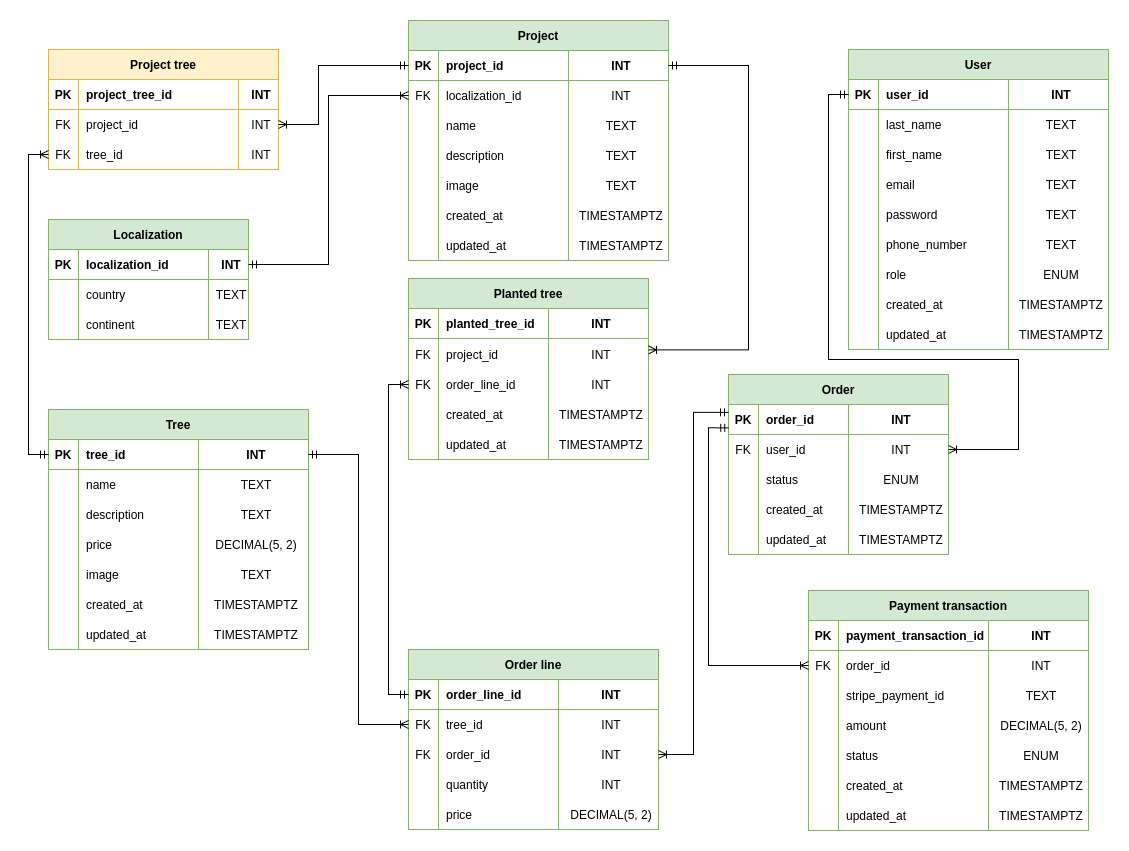 Project tree
PK project_tree_id INT
FK project_id INT
FK tree_id INT
Project
PK project_id INT
FK localization_id INT
name TEXT
description TEXT
image TEXT
created_at TIMESTAMPTZ
updated_at TIMESTAMPTZ
User
PK user_id INT
last_name TEXT
first_name TEXT
email TEXT
password TEXT
phone_number TEXT
role ENUM
created_at TIMESTAMPTZ
updated_at TIMESTAMPTZ
Localization
PK localization_id INT
country TEXT
continent TEXT
Planted tree
PK planted_tree_id INT
FK project_id INT
FK order_line_id INT
created_at TIMESTAMPTZ
updated_at TIMESTAMPTZ
Order
PK order_id INT
FK user_id INT
status ENUM
created_at TIMESTAMPTZ
updated_at TIMESTAMPTZ
Tree
PK tree_id INT
name TEXT
description TEXT
price DECIMAL(5, 2)
image TEXT
created_at TIMESTAMPTZ
updated_at TIMESTAMPTZ
Order line
PK order_line_id INT
FK tree_id INT
FK order_id INT
quantity INT
price DECIMAL(5, 2)
Payment transaction
PK payment_transaction_id INT
FK order_id INT
stripe_payment_id TEXT
amount DECIMAL(5, 2)
status ENUM
created_at TIMESTAMPTZ
updated_at TIMESTAMPTZ